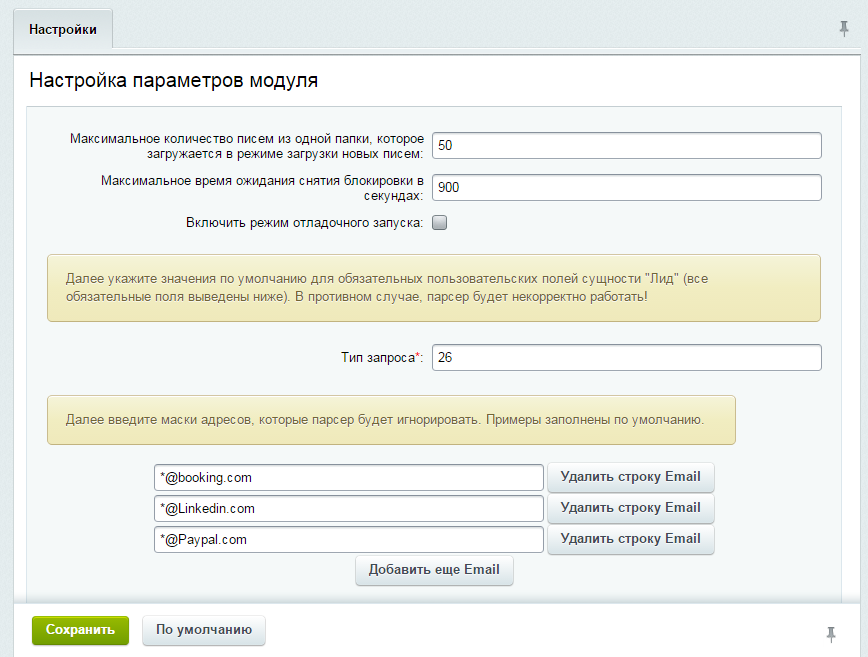 Настройки
Настройка параметров модуля
Максимальное количество писем из одной папки, которое
загружается в режиме загрузки новых писем:
50
Максимальное время ожидания снятия блокировки в
секундах:
900
Включить режим отладочного запуска:
Далее укажите значения по умолчанию для обязательных пользовательских полей сущности "Лид" (все
обязательные поля выведены ниже). В противном случае, парсер будет некорректно работать!
Тип запроса*: 26
Далее введите маски адресов, которые парсер будет игнорировать. Примеры заполнены по умолчанию.
*@booking.com Удалить строку Email
*@Linkedin.com Удалить строку Email
*@Paypal.com Удалить строку Email
Добавить еще Email
Сохранить По умолчанию